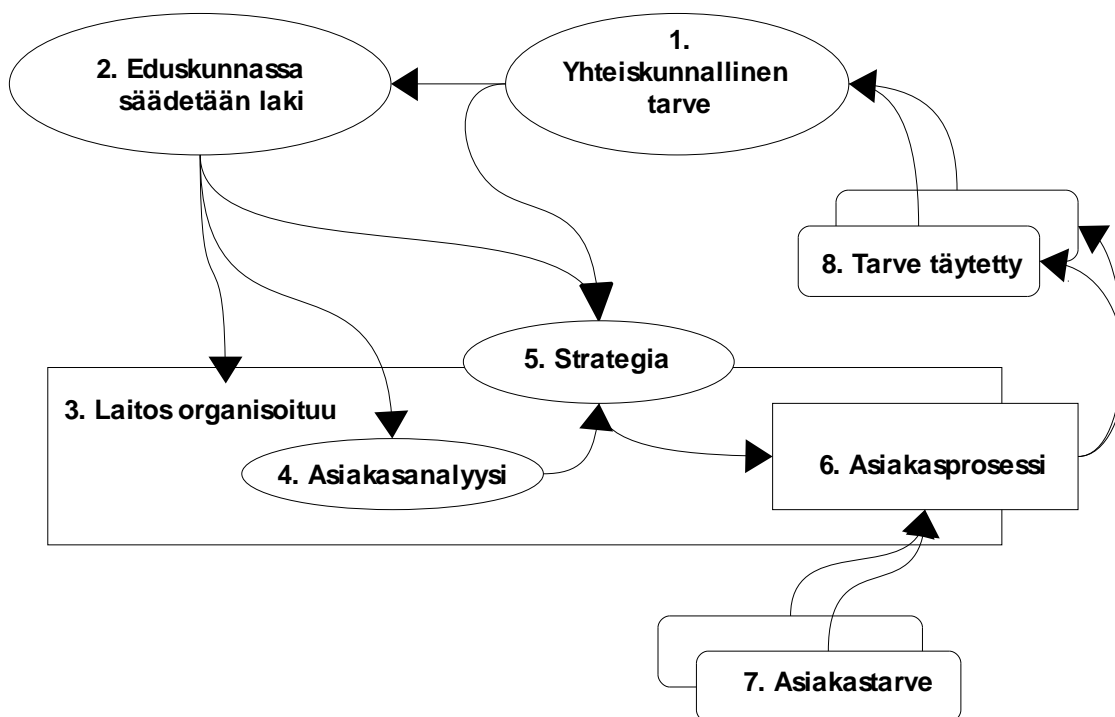 1.
Yhteiskunnallinen
tarve
2. Eduskunnassa
säädetään laki
8. Tarve täytetty
5. Strategia
3. Laitos organisoituu
4. Asiakasanalyysi
6. Asiakasprosessi
7. Asiakastarve